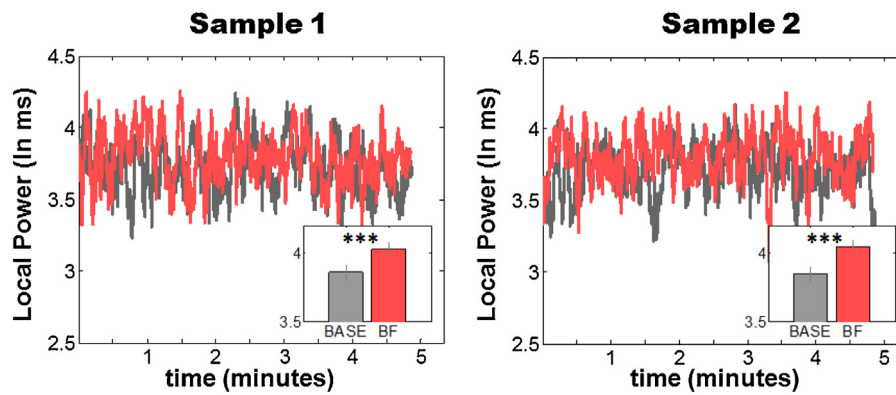 Sample 1
Sample 2
Local Power (ln ms)
4.5
4
3.5
3
2.5
***
4
3.5
BASE BF
1 2 3 4 5
time (minutes)
Local Power (ln ms)
4.5
4
3.5
3
2.5
***
4
3.5
BASE BF
1 2 3 4 5
time (minutes)